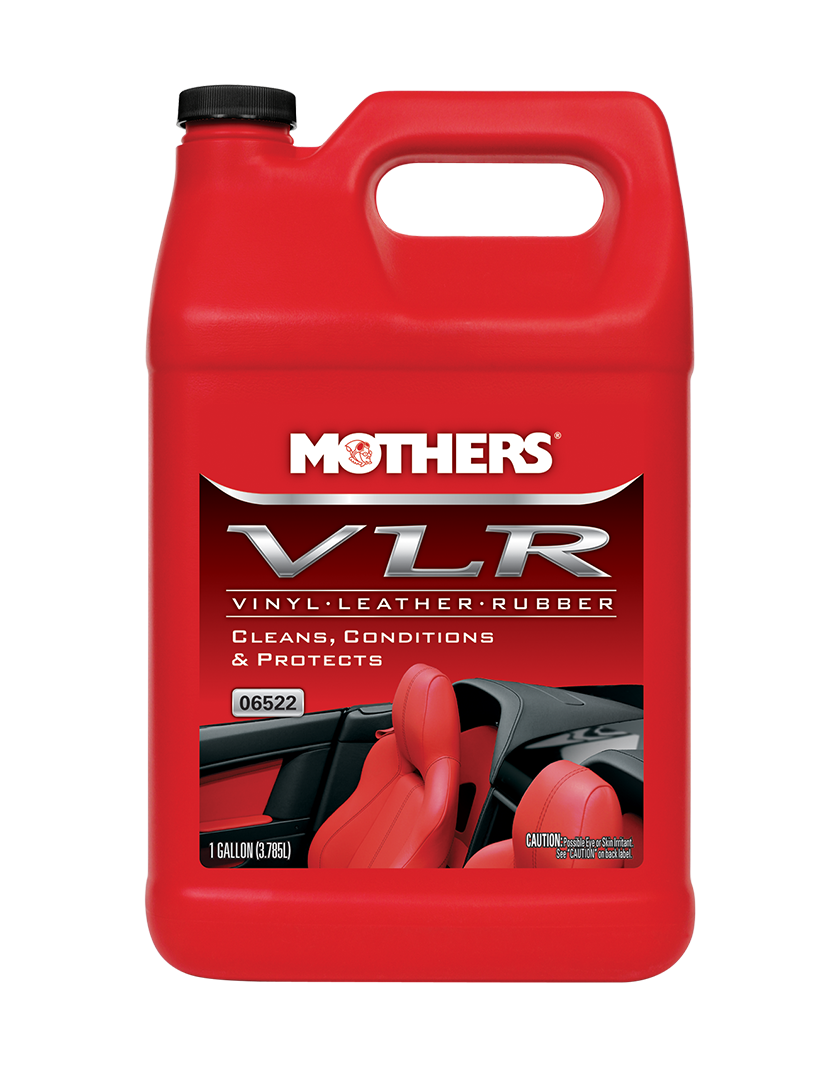 MOTHERS®
VLR
VINYL·LEATHER·RUBBER
CLEANS, CONDITIONS
& PROTECTS
06522
1 GALLON (3.785L)
CAUTION: Possible Eye or Skin Irritant.
See "CAUTION" on back label.